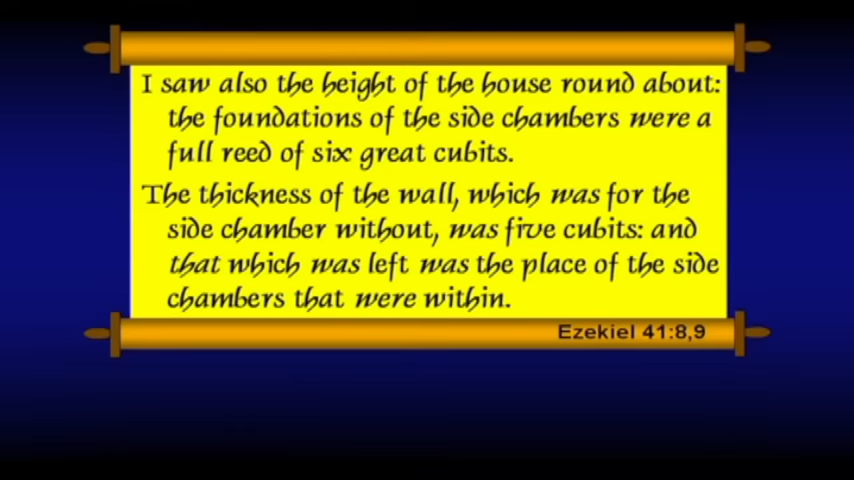 I saw also the height of the house round about:
the foundations of the side chambers were a
full reed of six great cubits.
The thickness of the wall, which was for the
side chamber without, was five cubits: and
that which was left was the place of the side
chambers that were within.
Ezekiel 41:8,9